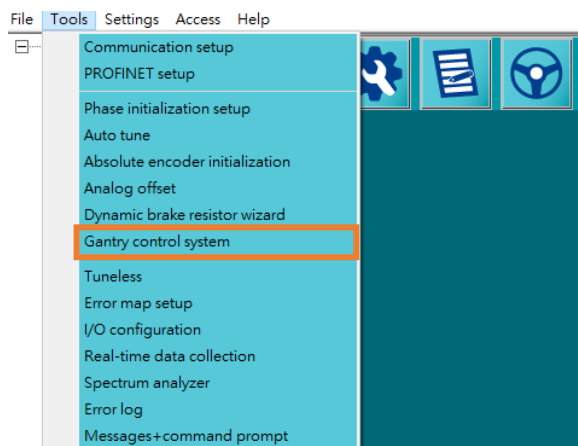 File Tools Settings Access Help
Communication setup
PROFINET setup
Phase initialization setup
Auto tune
Absolute encoder initialization
Analog offset
Dynamic brake resistor wizard
Gantry control system
Tuneless
Error map setup
I/O configuration
Real-time data collection
Spectrum analyzer
Error log
Messages+command prompt